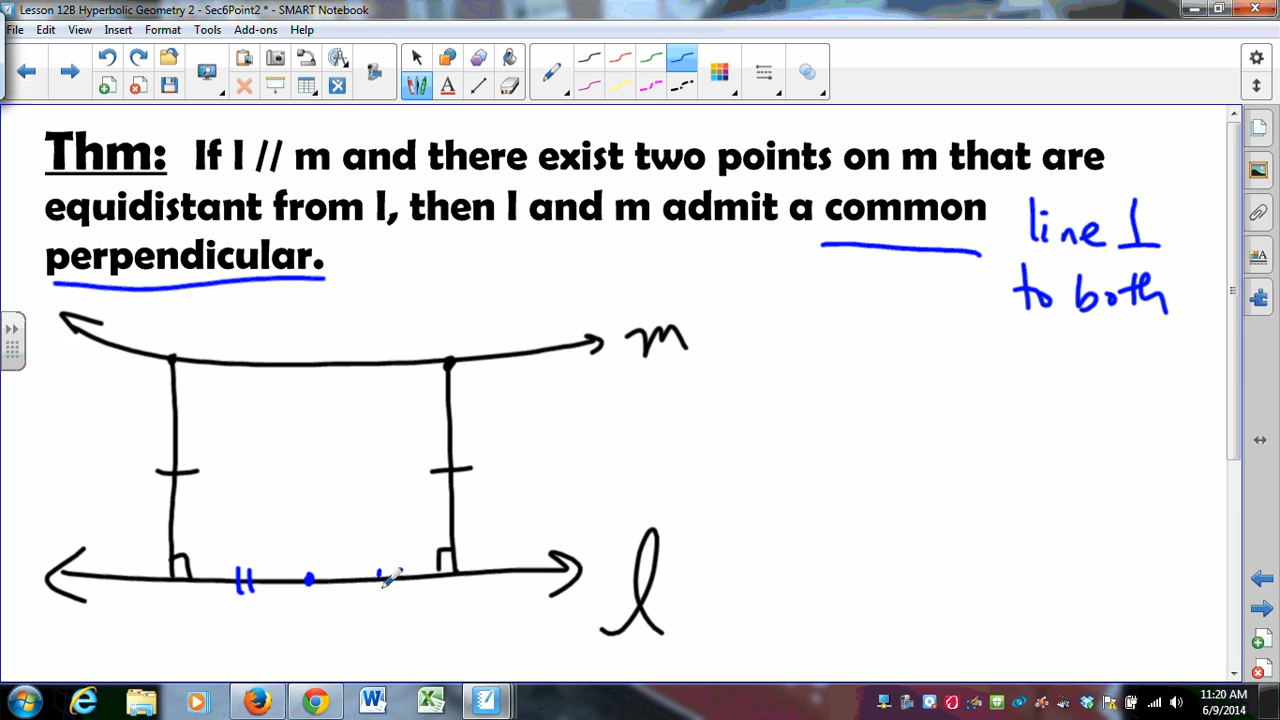 Lesson 12B Hyperbolic Geometry 2 - Sec6Point2 * - SMART Notebook
File Edit View Insert Format Tools Add-ons Help
Thm: If l // m and there exist two points on m that are
equidistant from l, then l and m admit a common
perpendicular.
line ⊥
to both
m
l
11:20 AM
6/9/2014